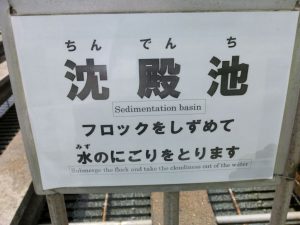 ちんでんち
沈殿池
Sedimentation basin
フロックをしずめて
みず
水のにごりをとります
Submerge the flock and take the cloudiness out of the water